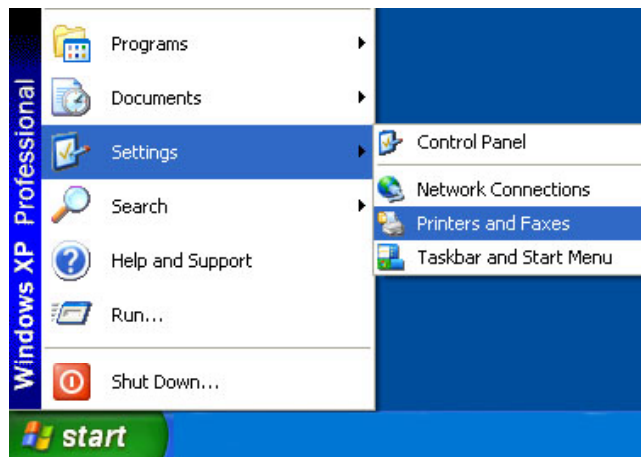 Windows XP Professional
Programs
Documents
Settings
Search
Help and Support
Run...
Shut Down...
Control Panel
Network Connections
Printers and Faxes
Taskbar and Start Menu
start